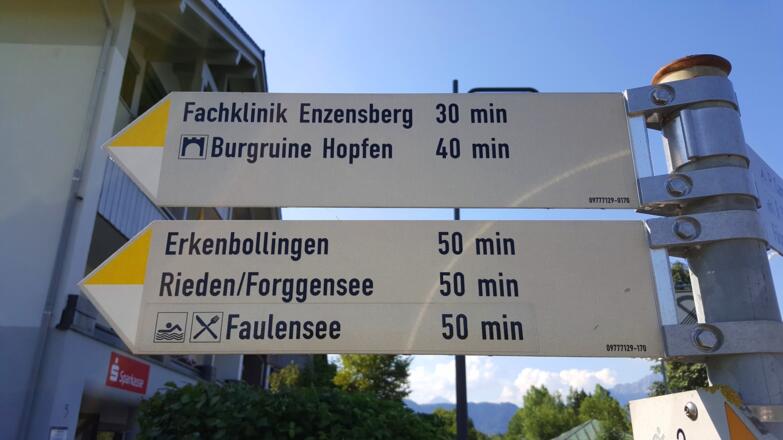 Fachklinik Enzensberg 30 min
Burgruine Hopfen 40 min
09777129-0170
Erkenbollingen 50 min
Rieden/Forggensee 50 min
Faulensee 50 min
09777129-170
Sparkasse